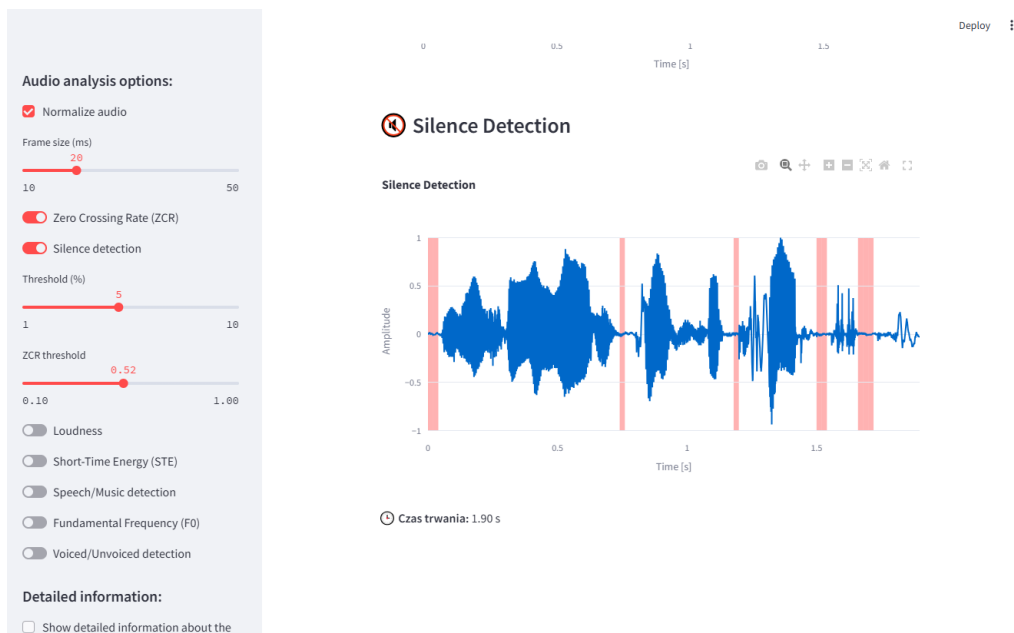 Deploy
Audio analysis options:
Normalize audio
Frame size (ms)
20
10 50
Zero Crossing Rate (ZCR)
Silence detection
Threshold (%)
5
1 10
ZCR threshold
0.52
0.10 1.00
Loudness
Short-Time Energy (STE)
Speech/Music detection
Fundamental Frequency (F0)
Voiced/Unvoiced detection
Detailed information:
Show detailed information about the
0 0.5 1 1.5
Time [s]
Silence Detection
Silence Detection
1
0.5
0
−0.5
−1
Amplitude
0 0.5 1 1.5
Time [s]
Czas trwania: 1.90 s